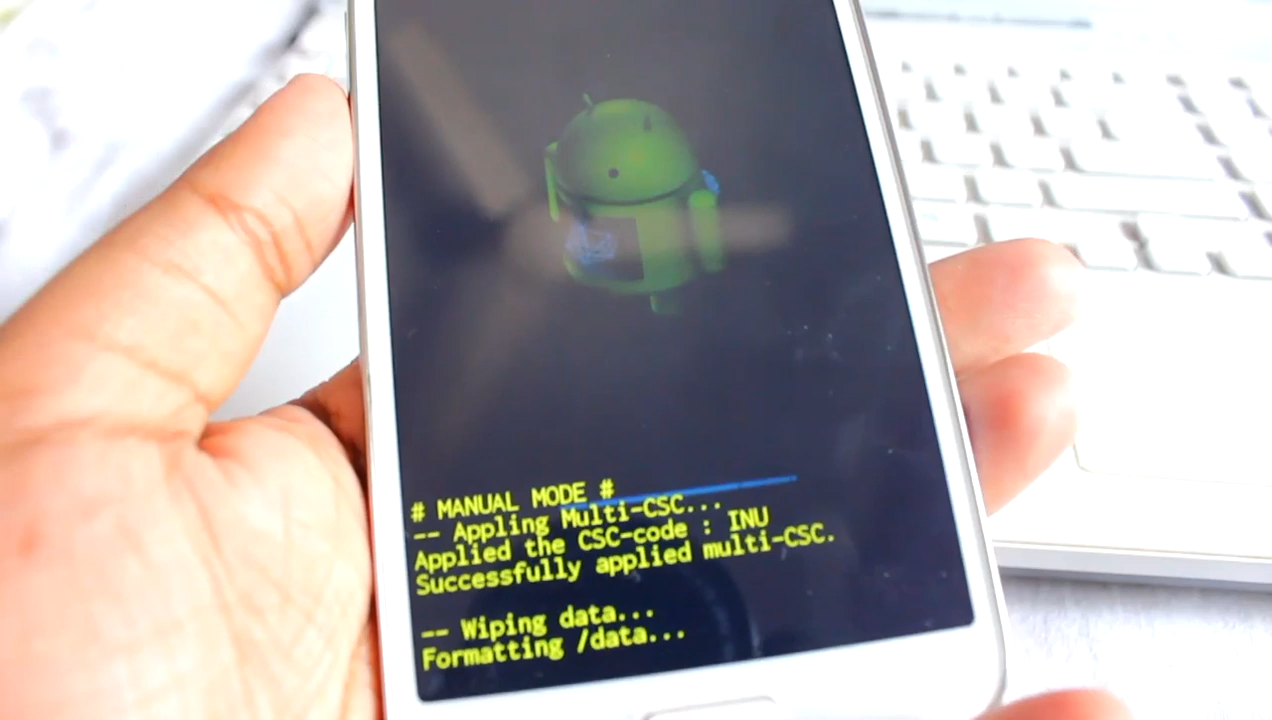 # MANUAL MODE #
-- Appling Multi-CSC...
Applied the CSC-code : INU
Successfully applied multi-CSC.
-- Wiping data...
Formatting /data...